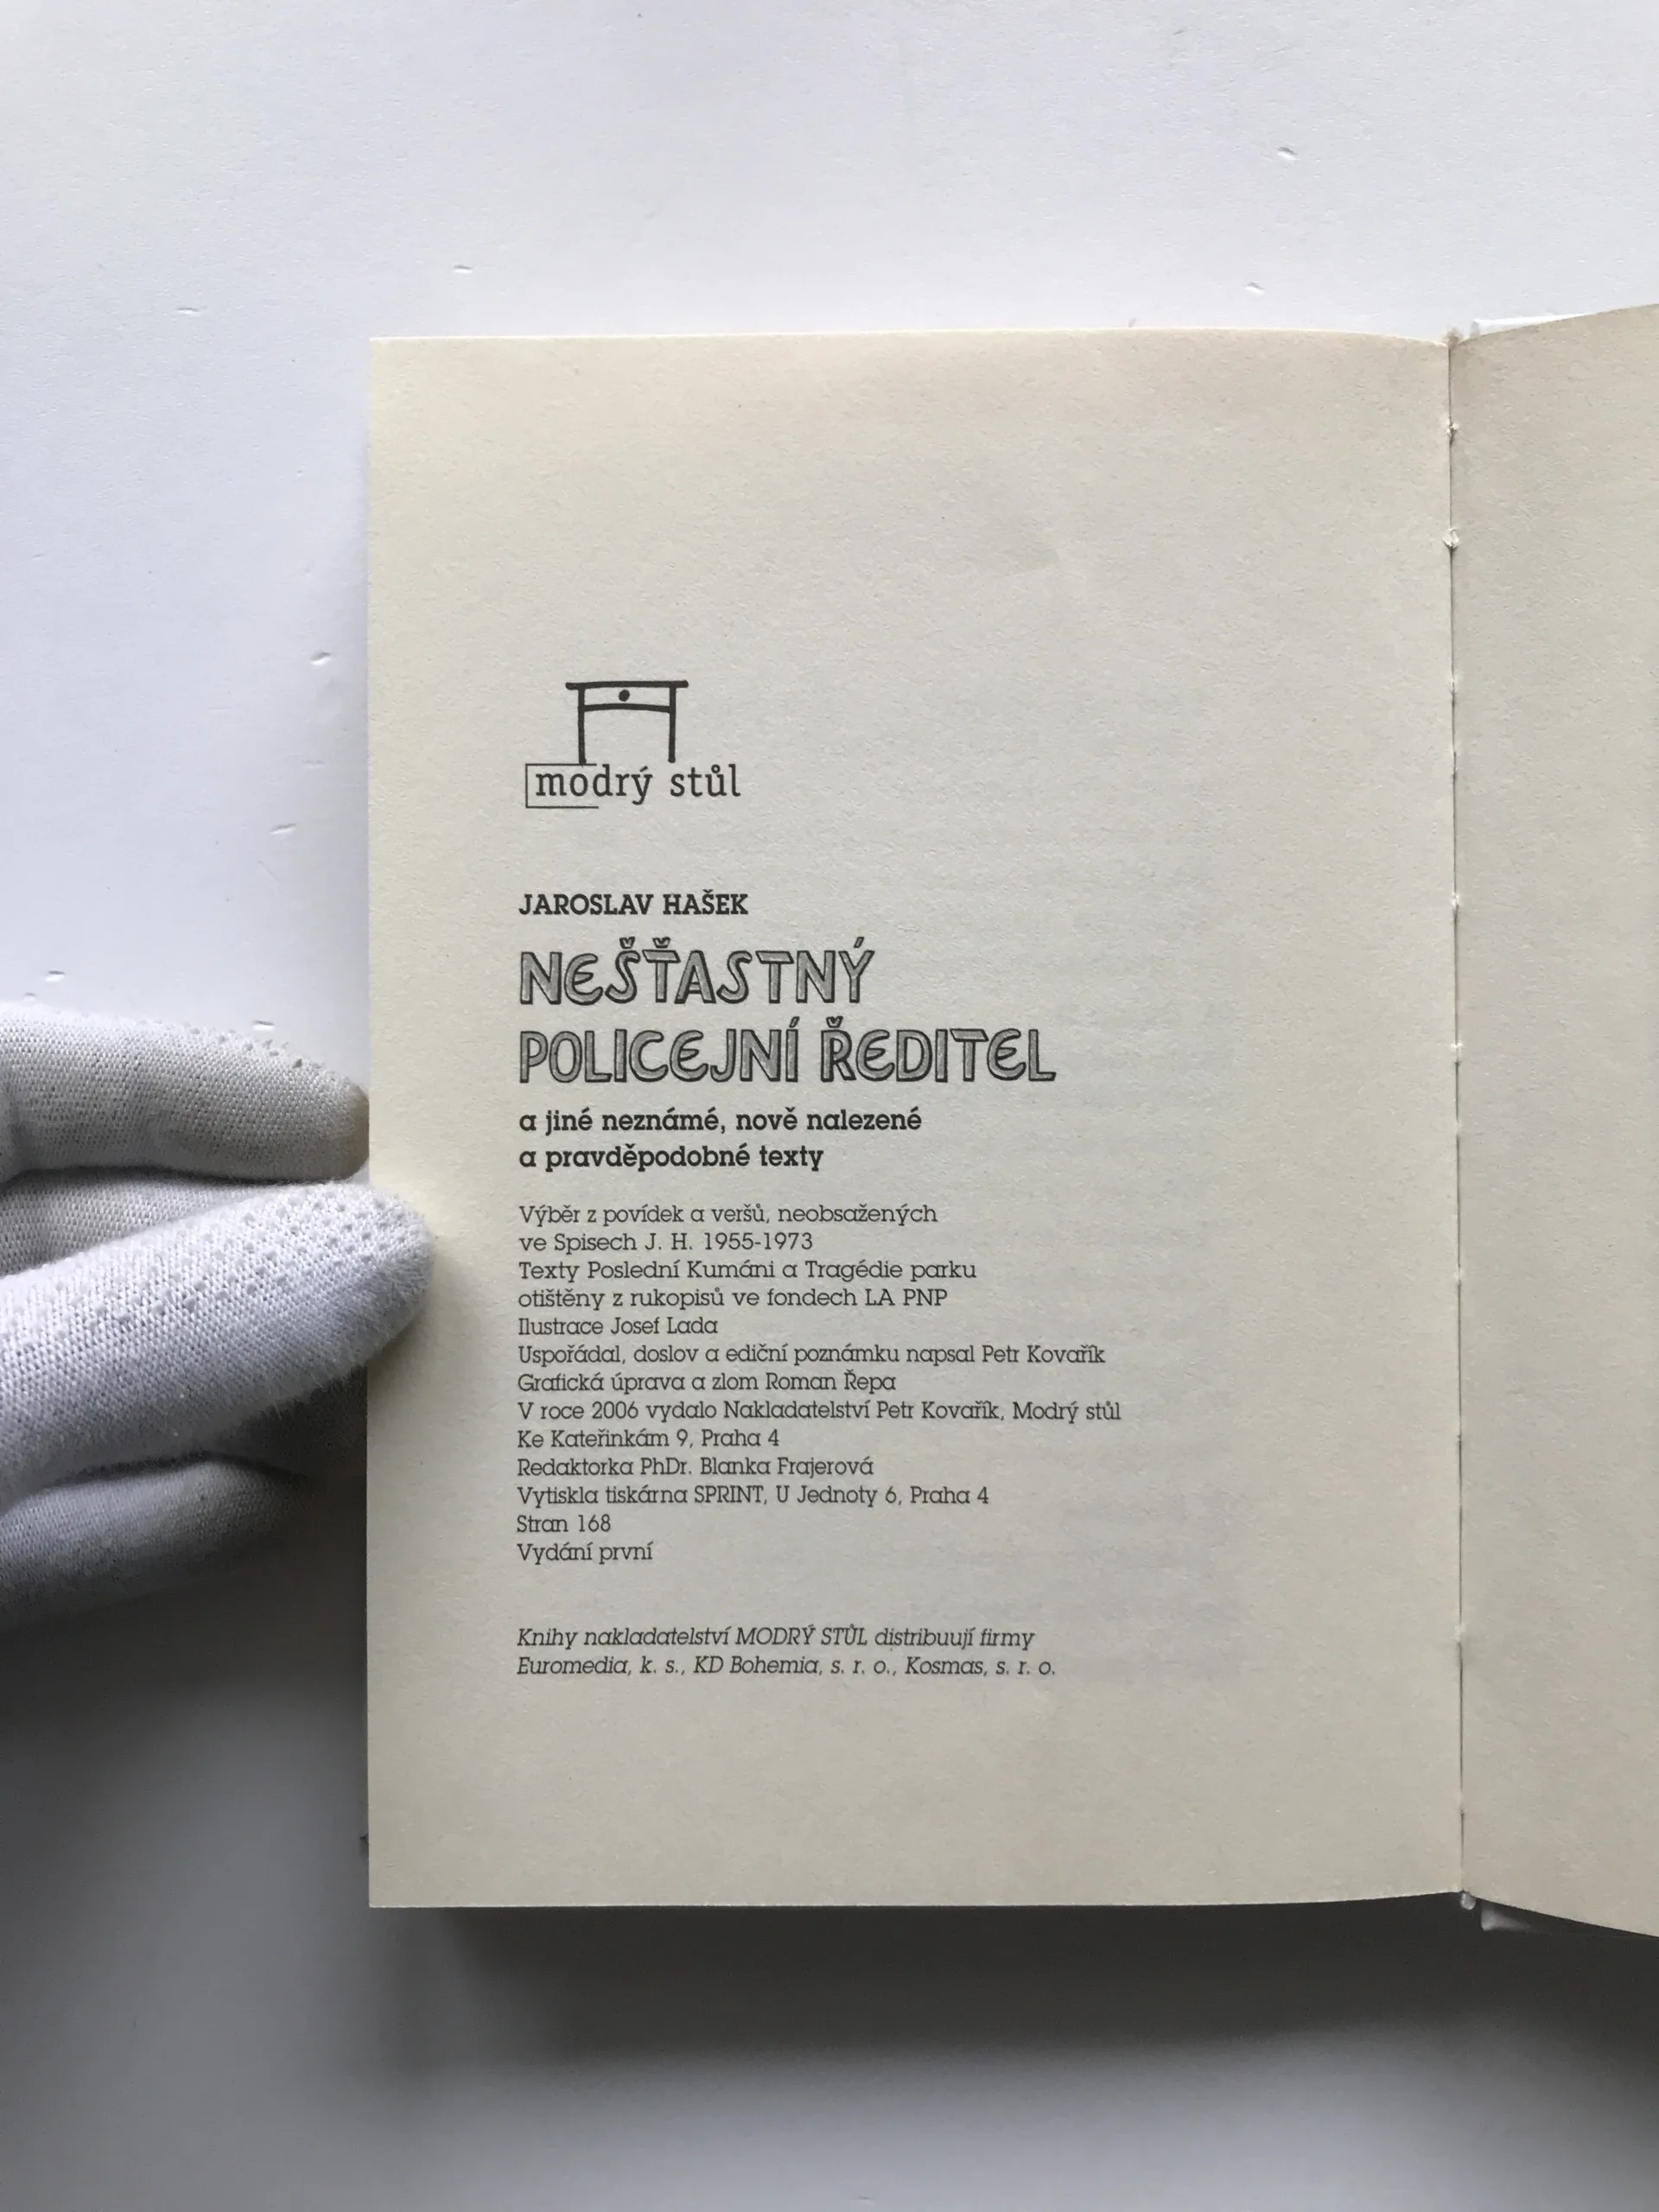 modrý stůl
JAROSLAV HAŠEK
NEŠŤASTNÝ
POLICEJNÍ ŘEDITEL
a jiné neznámé, nově nalezené
a pravděpodobné texty
Výběr z povídek a veršů, neobsažených
ve Spisech J. H. 1955-1973
Texty Poslední Kumáni a Tragédie parku
otištěny z rukopisů ve fondech LA PNP
Ilustrace Josef Lada
Uspořádal, doslov a ediční poznámku napsal Petr Kovařík
Grafická úprava a zlom Roman Řepa
V roce 2006 vydalo Nakladatelství Petr Kovařík, Modrý stůl
Ke Kateřinkám 9, Praha 4
Redaktorka PhDr. Blanka Frajerová
Vytiskla tiskárna SPRINT, U Jednoty 6, Praha 4
Stran 168
Vydání první
Knihy nakladatelství MODRÝ STŮL distribuují firmy
Euromedia, k. s., KD Bohemia, s. r. o., Kosmas, s. r. o.